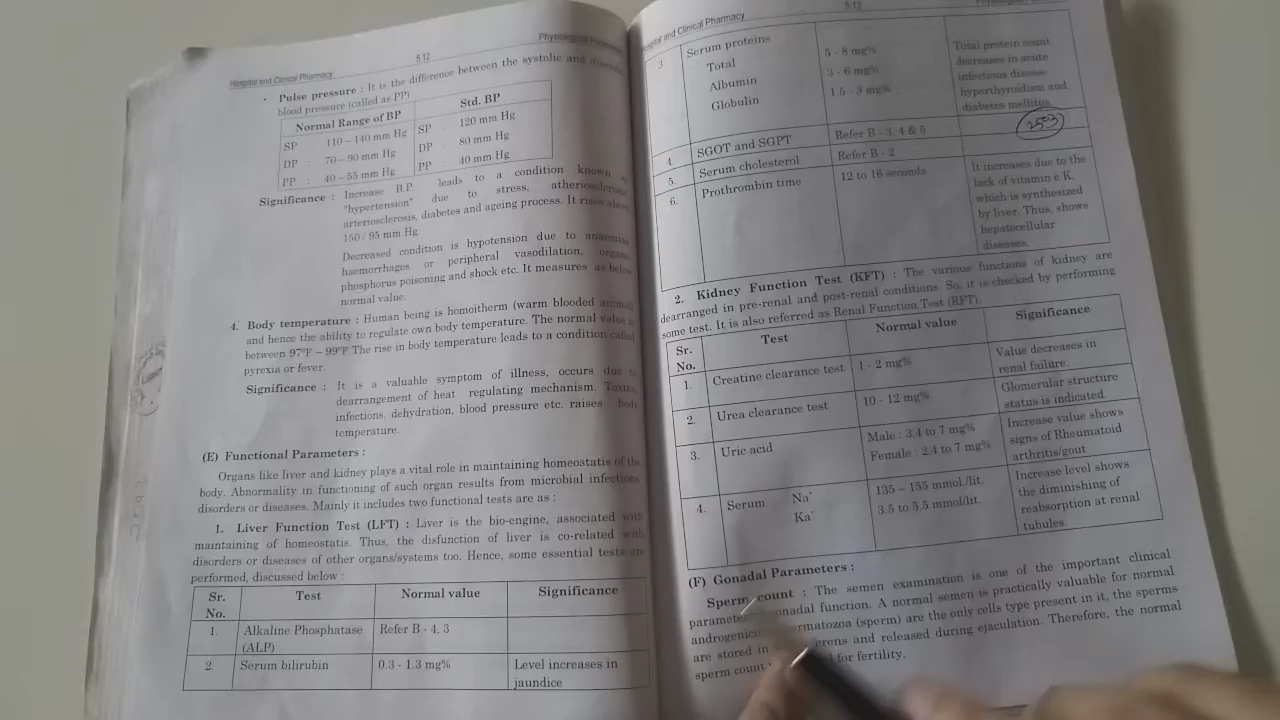 Hospital and Clinical Pharmacy 5.12 Physiological
Pulse pressure : It is the difference between the systolic and
blood pressure (called as PP)
Normal Range of BP Std. BP
SP : 110 – 140 mm Hg SP : 120 mm Hg
DP : 70 – 90 mm Hg DP : 80 mm Hg
PP : 40 – 55 mm Hg PP : 40 mm Hg
Significance : Increase B.P. leads to a condition known as
"hypertension" due to stress,
arteriosclerosis, diabetes and ageing process. It rises
150 / 95 mm Hg
Decreased condition is hypotension due to
haemorrhages or peripheral vasodilation,
phosphorus poisoning and shock etc. It measures as below
normal value.
4. Body temperature : Human being is homoitherm (warm blooded animal)
and hence the ability to regulate own body temperature. The normal value is
between 97°F – 99°F The rise in body temperature leads to a condition called
pyrexia or fever.
Significance : It is a valuable symptom of illness, occurs due to
dearrangement of heat regulating mechanism. Toxins,
infections, dehydration, blood pressure etc. raises body
temperature.
(E) Functional Parameters :
Organs like liver and kidney plays a vital role in maintaining homeostatis of the
body. Abnormality in functioning of such organ results from microbial infections
disorders or diseases. Mainly it includes two functional tests are as :
1. Liver Function Test (LFT) : Liver is the bio-engine, associated with
maintaining of homeostatis. Thus, the disfunction of liver is co-related with
disorders or diseases of other organs/systems too. Hence, some essential tests are
performed, discussed below :
Sr. No. Test Normal value Significance
1. Alkaline Phosphatase (ALP) Refer B - 4, 3
2. Serum bilirubin 0.3 - 1.3 mg% Level increases in
jaundice
Hospital and Clinical Pharmacy 5.13
3. Serum proteins
Total 5 - 8 mg% Total protein count
Albumin 3 - 6 mg% decreases in acute
Globulin 1.5 - 3 mg% infectious disease
hyperthyroidism and
diabetes mellitus.
4. SGOT and SGPT Refer B - 3, 4 & 5
5. Serum cholesterol Refer B - 2
6. Prothrombin time 12 to 16 seconds It increases due to the
lack of vitamin e K.
which is synthesized
by liver. Thus, shows
hepatocellular
diseases.
2. Kidney Function Test (KFT) : The various functions of kidney are
dearranged in pre-renal and post-renal conditions. So, it is checked by performing
some test. It is also referred as Renal Function Test (RFT).
Sr. No. Test Normal value Significance
1. Creatine clearance test 1 - 2 mg% Value decreases in
renal failure.
2. Urea clearance test 10 - 12 mg% Glomerular structure
status is indicated.
3. Uric acid Male : 3.4 to 7 mg% Increase value shows
Female : 2.4 to 7 mg% signs of Rheumatoid
arthritis/gout
4. Serum Na⁺ 135 – 155 mmol./lit. Increase level shows
Ka⁺ 3.5 to 5.5 mmol/lit. the diminishing of
reabsorption at renal
tubules.
(F) Gonadal Parameters :
Sperm count : The semen examination is one of the important clinical
gonadal function. A normal semen is practically valuable for normal
(sperm) are the only cells type present in it, the sperms
are stored in and released during ejaculation. Therefore, the normal
sperm count for fertility.